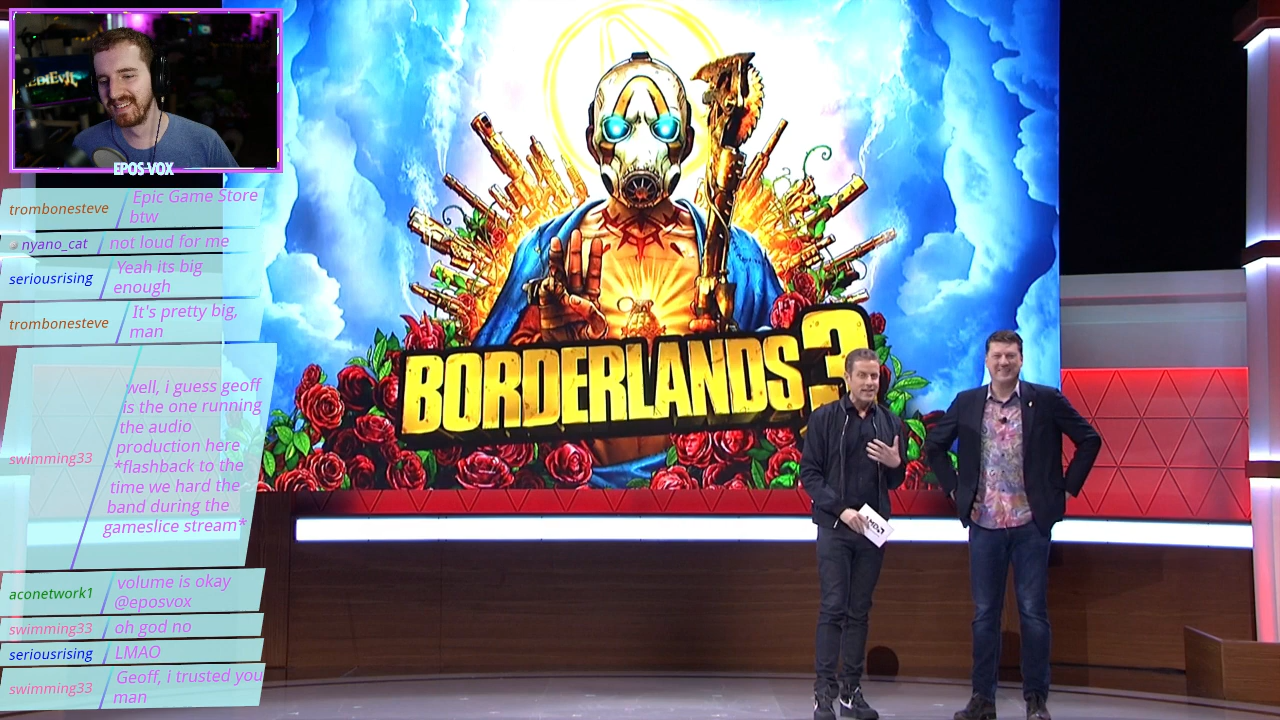 MEDIEVIL
EPOS VOX
trombonesteve
Epic Game Store
btw
nyano_cat
not loud for me
seriousrising
Yeah its big
enough
trombonesteve
It's pretty big,
man
swimming33
well, i guess geoff
is the one running
the audio
production here
*flashback to the
time we hard the
band during the
gameslice stream*
aconetwork1
volume is okay
@eposvox
swimming33
oh god no
seriousrising
LMAO
swimming33
Geoff, i trusted you
man
BORDERLANDS 3
AMD